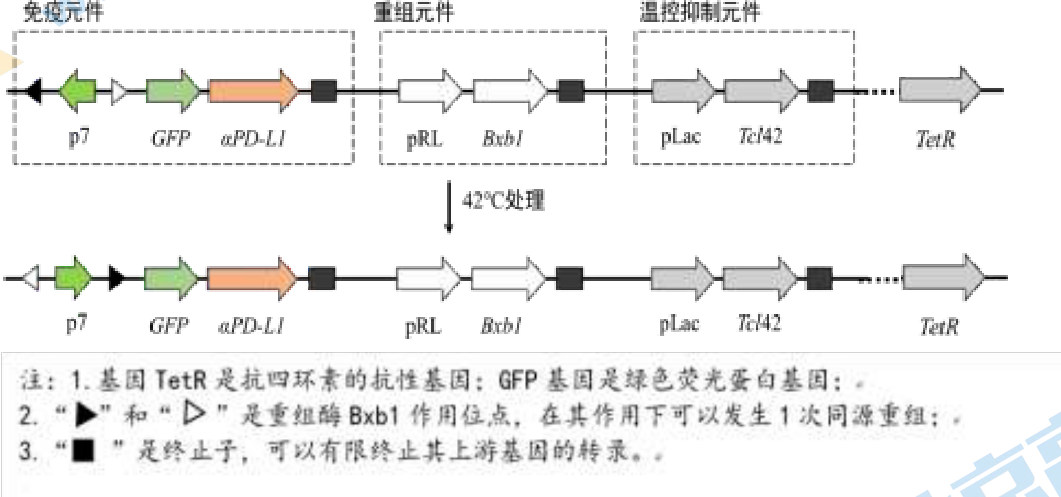 免疫元件 重组元件 温控抑制元件
p7 GFP αPD-L1 pRL Bxb1 pLac Tcl42 TetR
42℃处理
p7 GFP αPD-L1 pRL Bxb1 pLac Tcl42 TetR
注：1.基因 TetR 是抗四环素的抗性基因；GFP 基因是绿色荧光蛋白基因；
2. “▶”和“▷”是重组酶 Bxb1 作用位点，在其作用下可以发生 1 次同源重组；
3. “■ ”是终止子，可以有限终止其上游基因的转录。